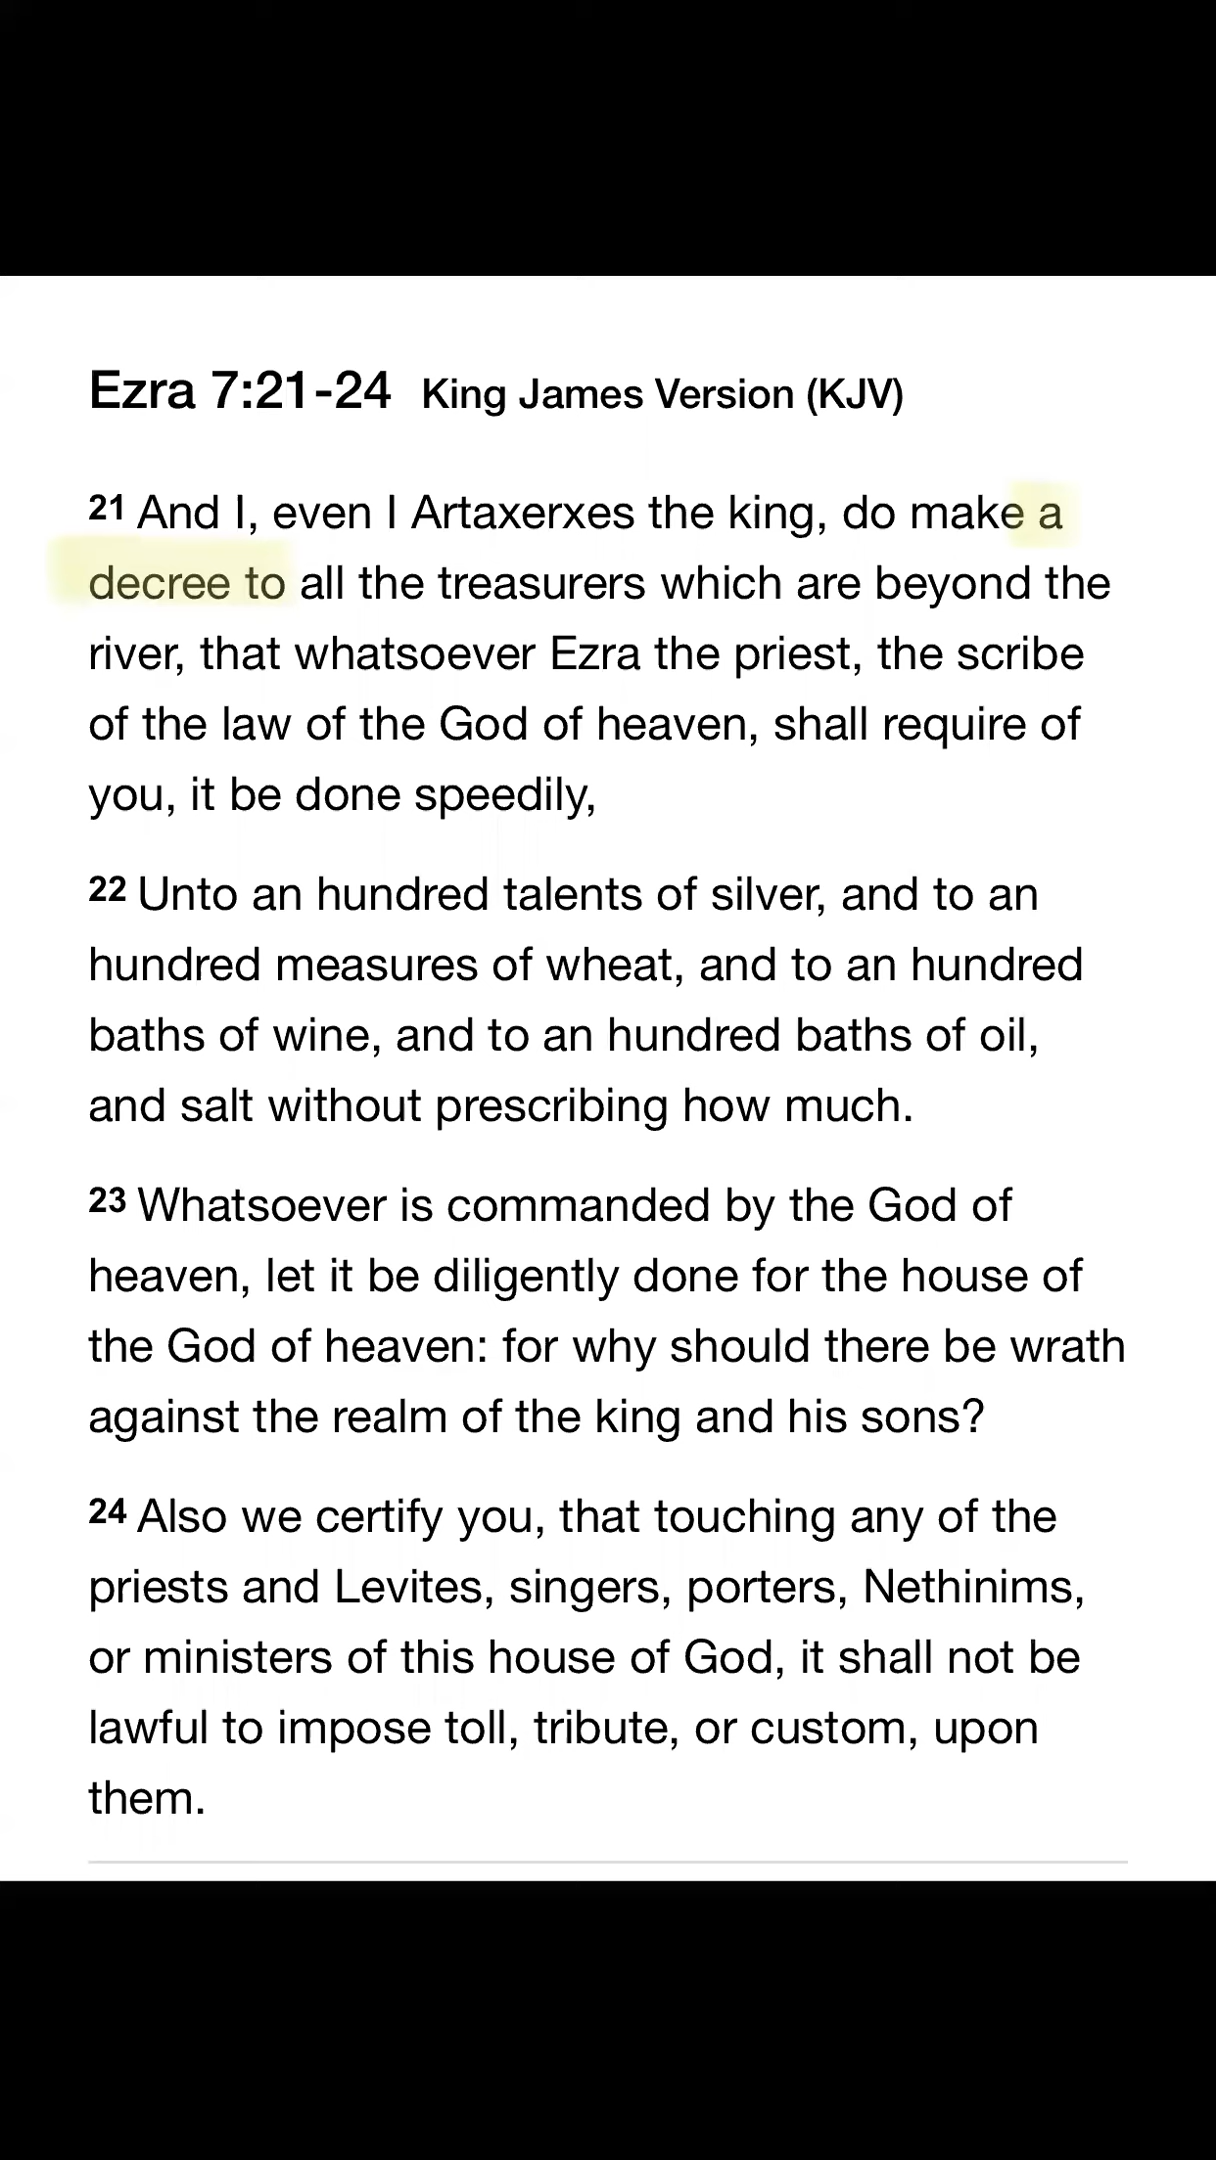 Ezra 7:21-24 King James Version (KJV)
21 And I, even I Artaxerxes the king, do make a
decree to all the treasurers which are beyond the
river, that whatsoever Ezra the priest, the scribe
of the law of the God of heaven, shall require of
you, it be done speedily,
22 Unto an hundred talents of silver, and to an
hundred measures of wheat, and to an hundred
baths of wine, and to an hundred baths of oil,
and salt without prescribing how much.
23 Whatsoever is commanded by the God of
heaven, let it be diligently done for the house of
the God of heaven: for why should there be wrath
against the realm of the king and his sons?
24 Also we certify you, that touching any of the
priests and Levites, singers, porters, Nethinims,
or ministers of this house of God, it shall not be
lawful to impose toll, tribute, or custom, upon
them.